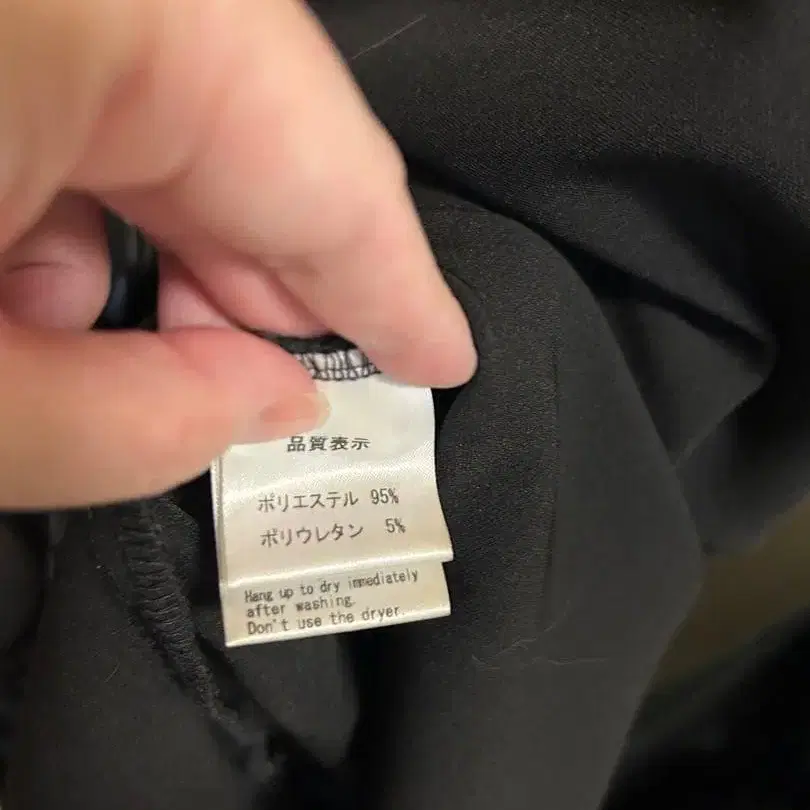 品質表示
ポリエステル 95%
ポリウレタン 5%
Hang up to dry immediately
after washing.
Don't use the dryer.